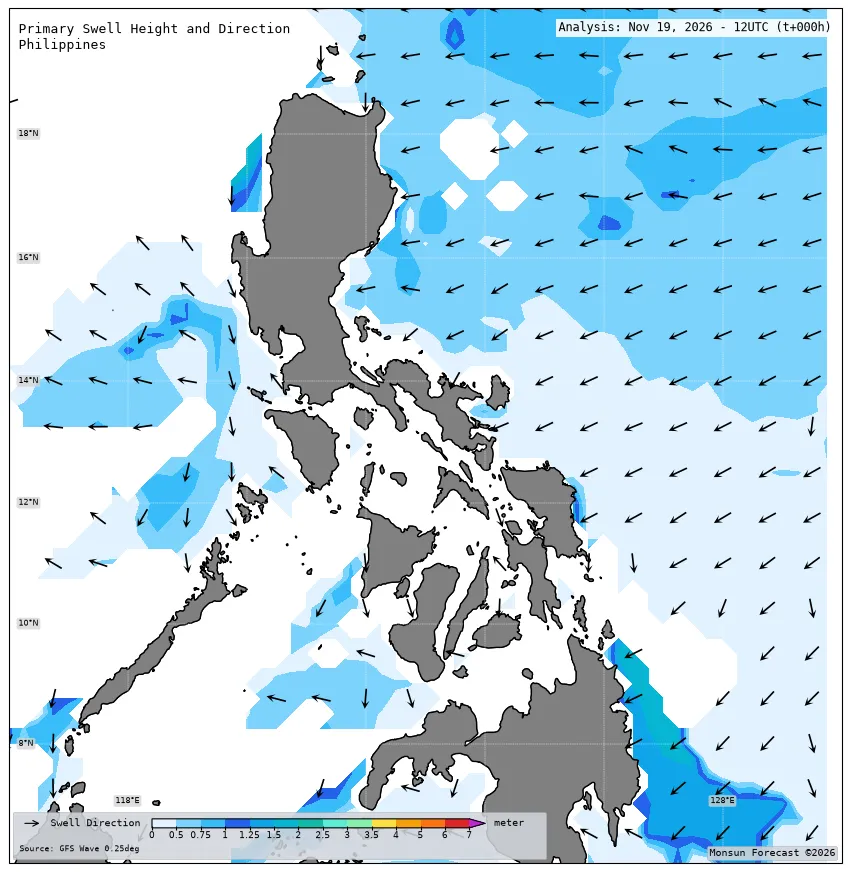 Primary Swell Height and Direction
Philippines
Analysis: Nov 19, 2026 - 12UTC (t+000h)
18°N
16°N
14°N
12°N
10°N
8°N
118°E
128°E
Swell Direction
meter
0 0.5 0.75 1 1.25 1.5 2 2.5 3 3.5 4 5 6 7
Source: GFS Wave 0.25deg
Monsun Forecast ©2026